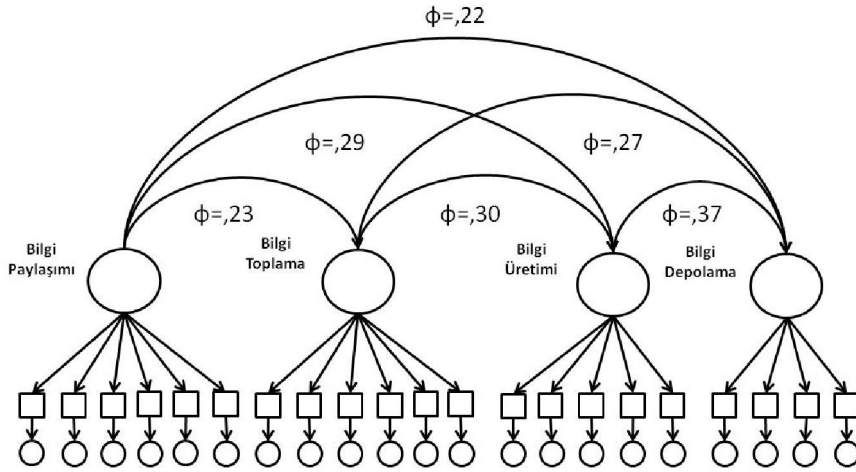 ϕ=,22
ϕ=,29
ϕ=,27
ϕ=,23
ϕ=,30
ϕ=,37
Bilgi
Paylaşımı
Bilgi
Toplama
Bilgi
Üretimi
Bilgi
Depolama